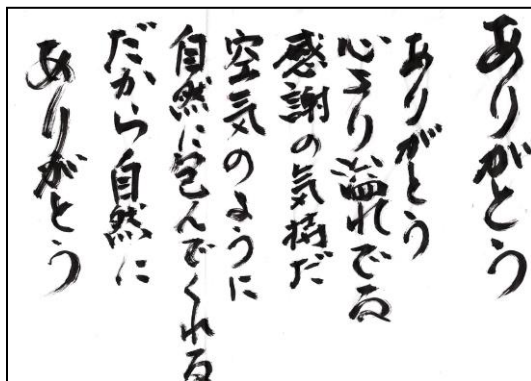 ありがとう
ありがとう
心より溢れでる
感謝の気持だ
空気のように
自然に包んでくれる
だから自然に
ありがとう